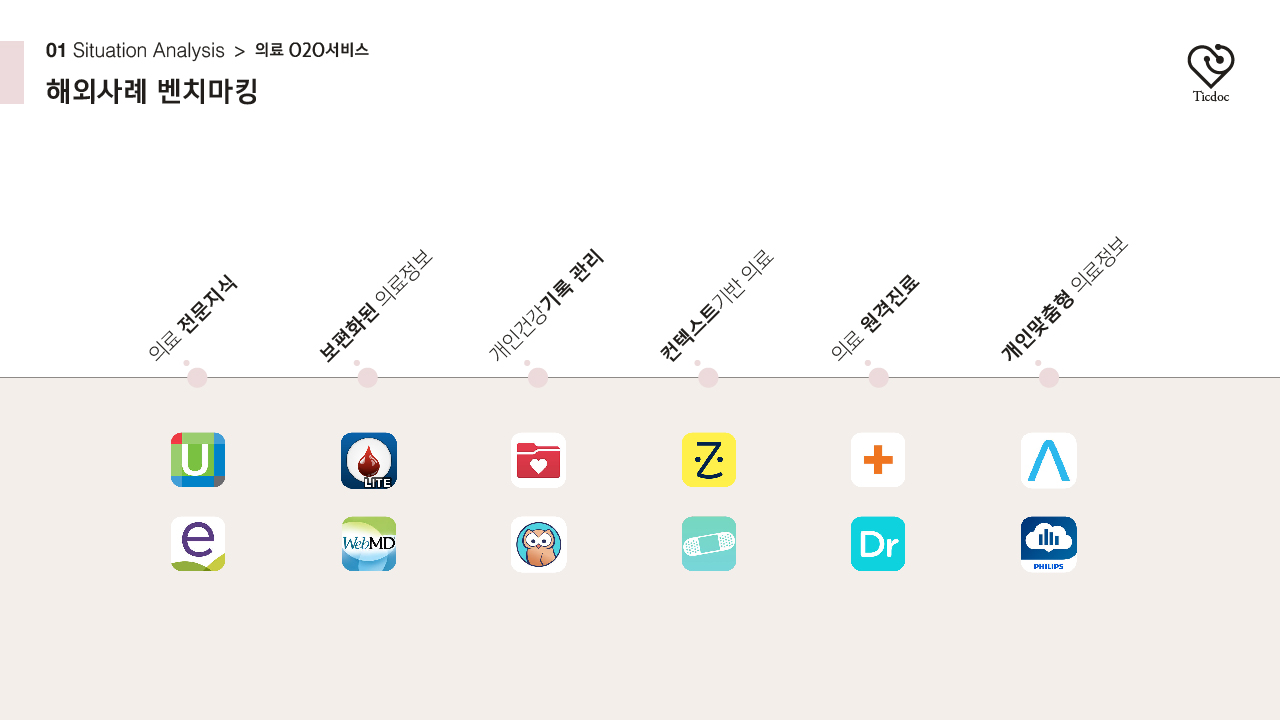 01 Situation Analysis > 의료 O2O서비스
해외사례 벤치마킹
Ticdoc
의료 전문지식
보편화된 의료정보
개인건강기록 관리
컨텍스트기반 의료
의료 원격진료
개인맞춤형 의료정보
U
LITE
Z
e
WebMD
Dr
PHILIPS